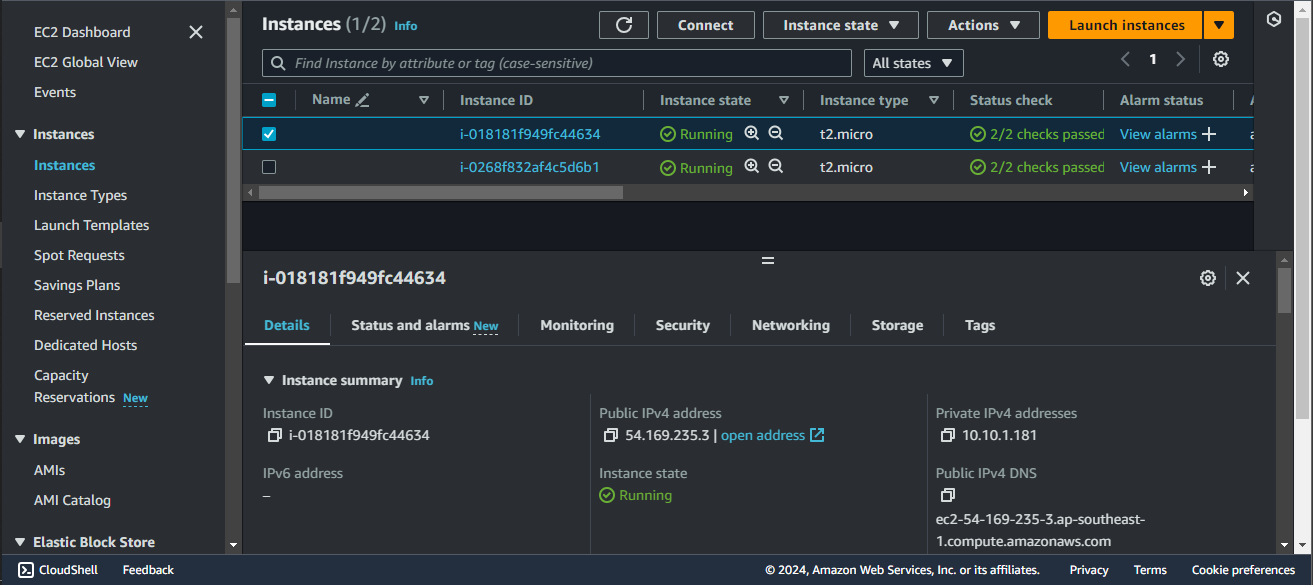 EC2 Dashboard
EC2 Global View
Events
Instances
Instances
Instance Types
Launch Templates
Spot Requests
Savings Plans
Reserved Instances
Dedicated Hosts
Capacity
Reservations New
Images
AMIs
AMI Catalog
Elastic Block Store
Instances (1/2) Info
Connect
Instance state
Actions
Launch instances
Find Instance by attribute or tag (case-sensitive)
All states
1
Name Instance ID Instance state Instance type Status check Alarm status
i-018181f949fc44634 Running t2.micro 2/2 checks passed View alarms
i-0268f832af4c5d6b1 Running t2.micro 2/2 checks passed View alarms
i-018181f949fc44634
Details Status and alarms New Monitoring Security Networking Storage Tags
Instance summary Info
Instance ID
i-018181f949fc44634
IPv6 address
–
Public IPv4 address
54.169.235.3 | open address
Instance state
Running
Private IPv4 addresses
10.10.1.181
Public IPv4 DNS
ec2-54-169-235-3.ap-southeast-
1.compute.amazonaws.com
CloudShell Feedback © 2024, Amazon Web Services, Inc. or its affiliates. Privacy Terms Cookie preferences